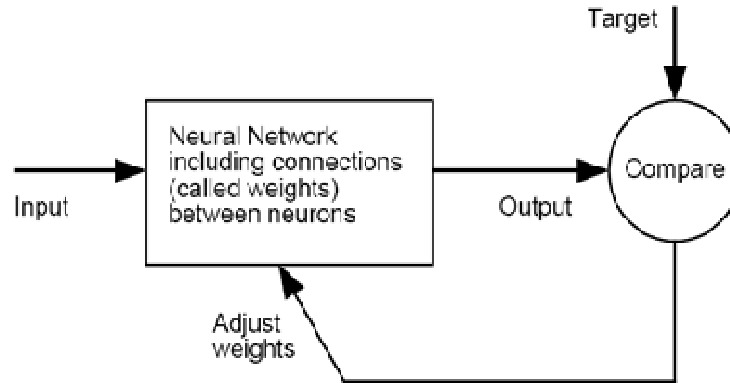 Target
Neural Network
including connections
(called weights)
between neurons
Compare
Input
Output
Adjust
weights